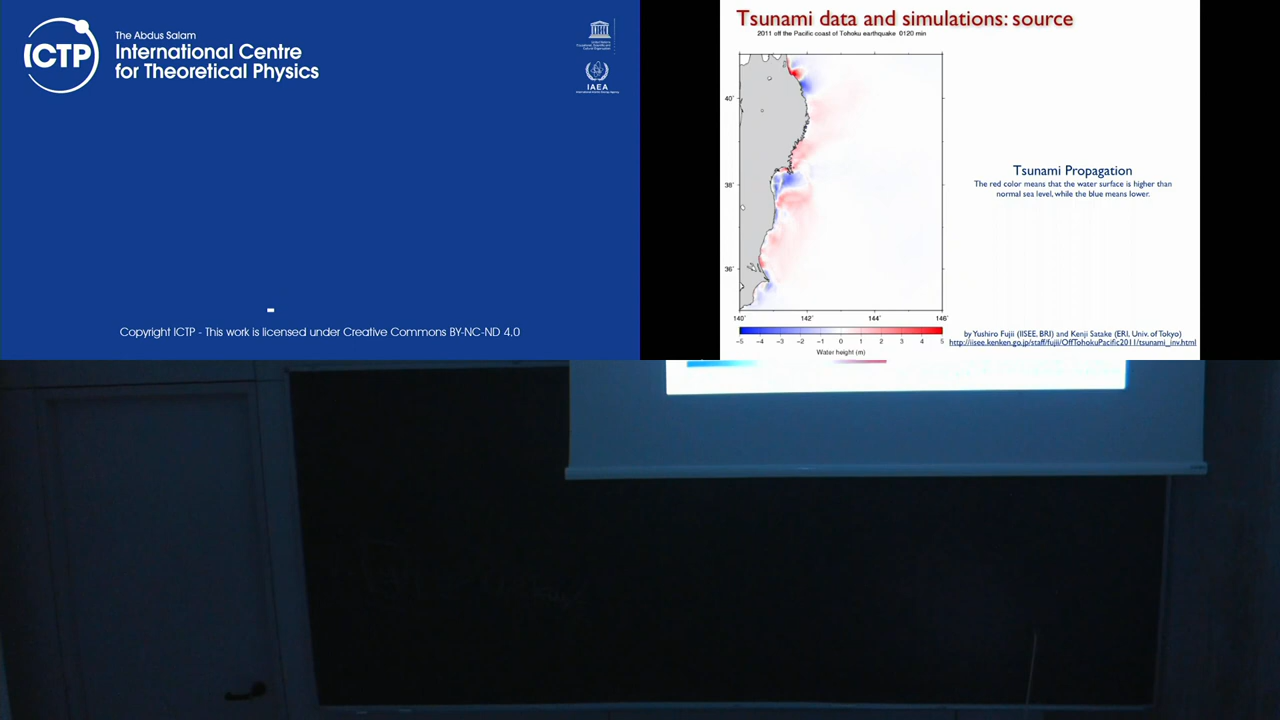 The Abdus Salam
International Centre
for Theoretical Physics
ICTP
IAEA
Copyright ICTP - This work is licensed under Creative Commons BY-NC-ND 4.0
Tsunami data and simulations: source
2011 off the Pacific coast of Tohoku earthquake 0120 min
40˚
38˚
36˚
140˚ 142˚ 144˚ 146˚
-5 -4 -3 -2 -1 0 1 2 3 4 5
Water height (m)
Tsunami Propagation
The red color means that the water surface is higher than
normal sea level, while the blue means lower.
by Yushiro Fujii (IISEE, BRI) and Kenji Satake (ERI, Univ. of Tokyo)
http://iisee.kenken.go.jp/staff/fujii/OffTohokuPacific2011/tsunami_inv.html